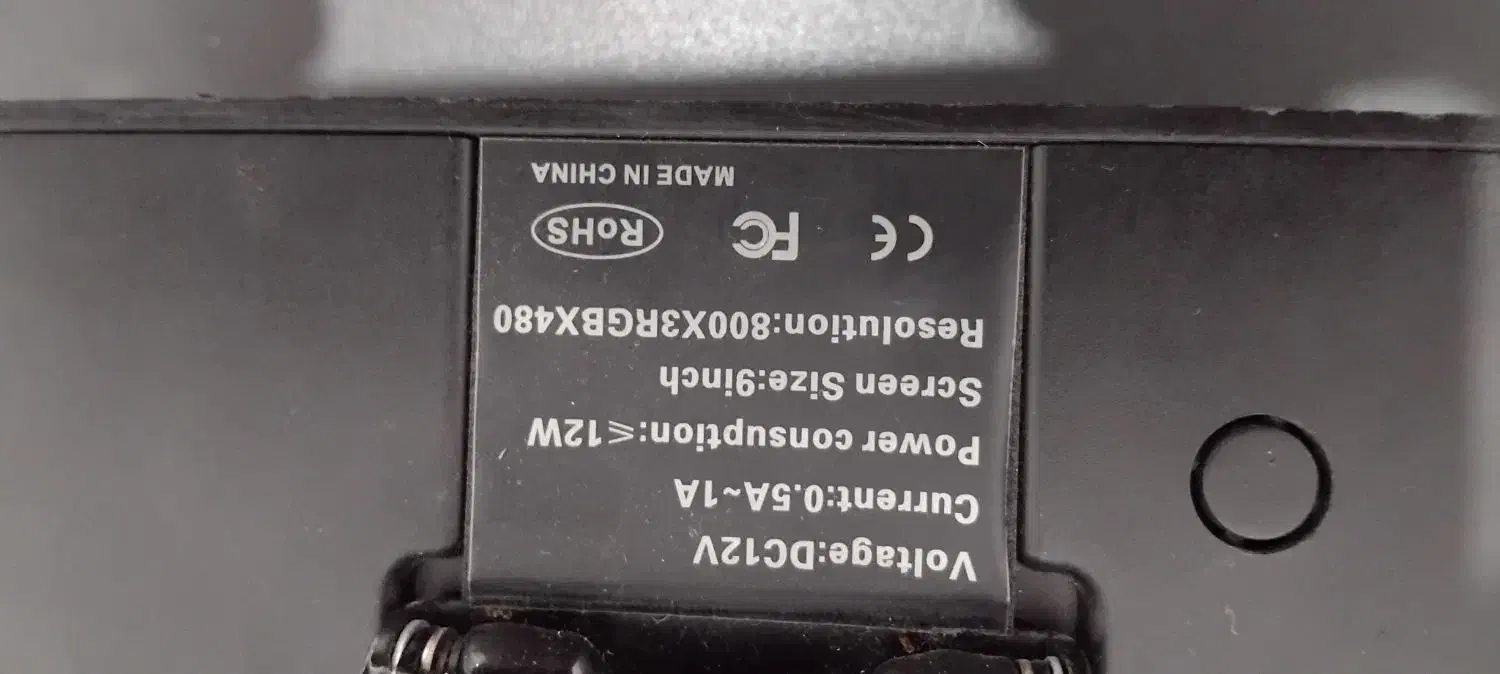 Voltage:DC12V
Current:0.5A~1A
Power consuption:≤12W
Screen Size:9inch
Resolution:800X3RGBX480
CE FC RoHS
MADE IN CHINA